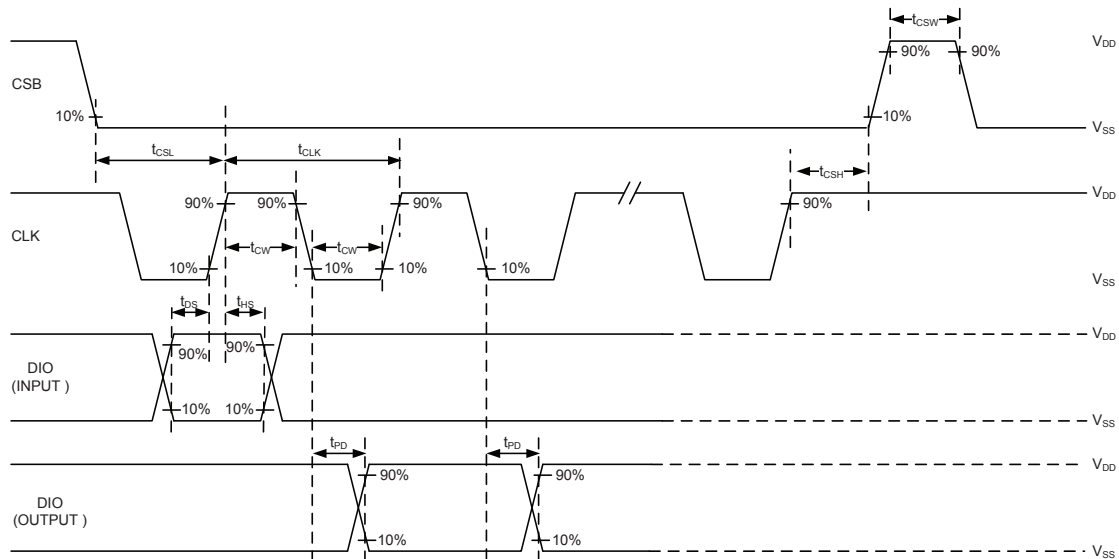 tCSW
VDD
90%
90%
CSB
10%
10%
VSS
tCSL
tCLK
tCSH
VDD
90%
90%
90%
90%
CLK
tCW
tCW
10%
10%
10%
10%
VSS
tDS
tHS
VDD
90%
90%
DIO
(INPUT )
10%
10%
VSS
tPD
tPD
VDD
90%
90%
DIO
(OUTPUT )
10%
10%
VSS